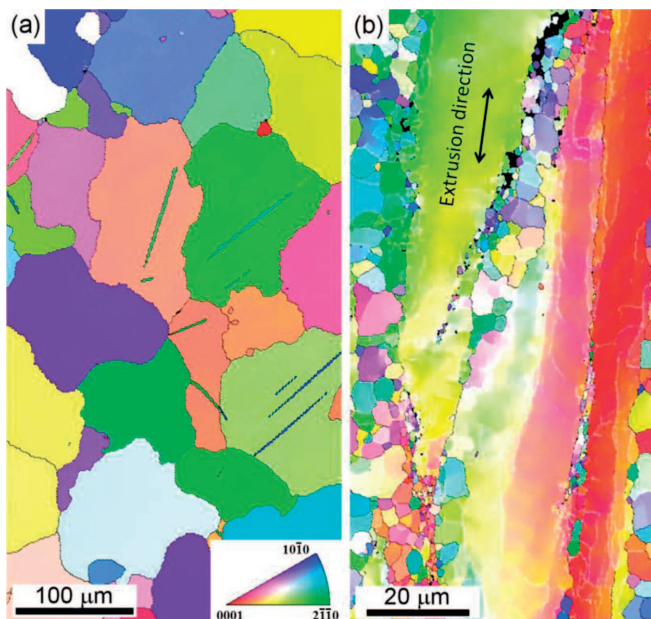 (a)
(b)
Extrusion direction
101̅0
0001
21̅1̅0
100 μm
20 μm